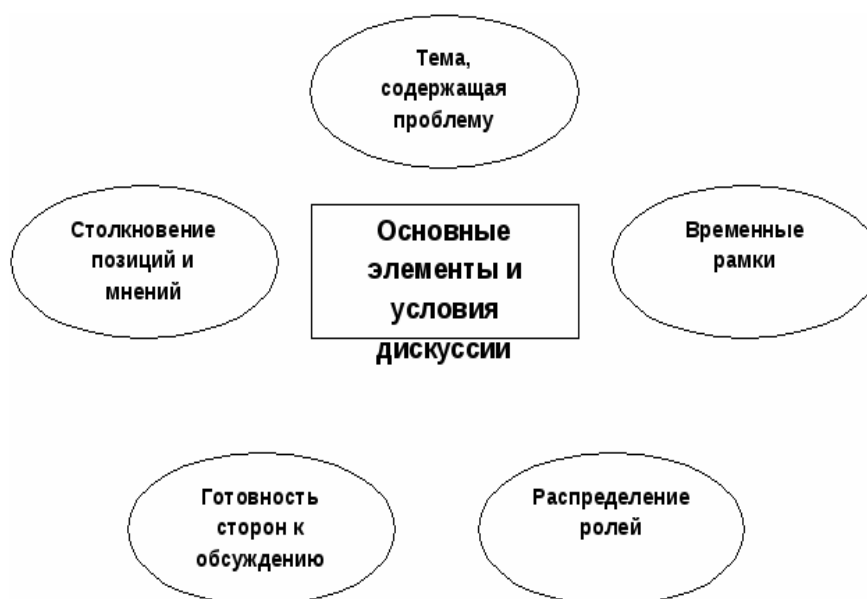 Тема,
содержащая
проблему
Столкновение
позиций и
мнений
Основные
элементы и
условия
дискуссии
Временные
рамки
Готовность
сторон к
обсуждению
Распределение
ролей